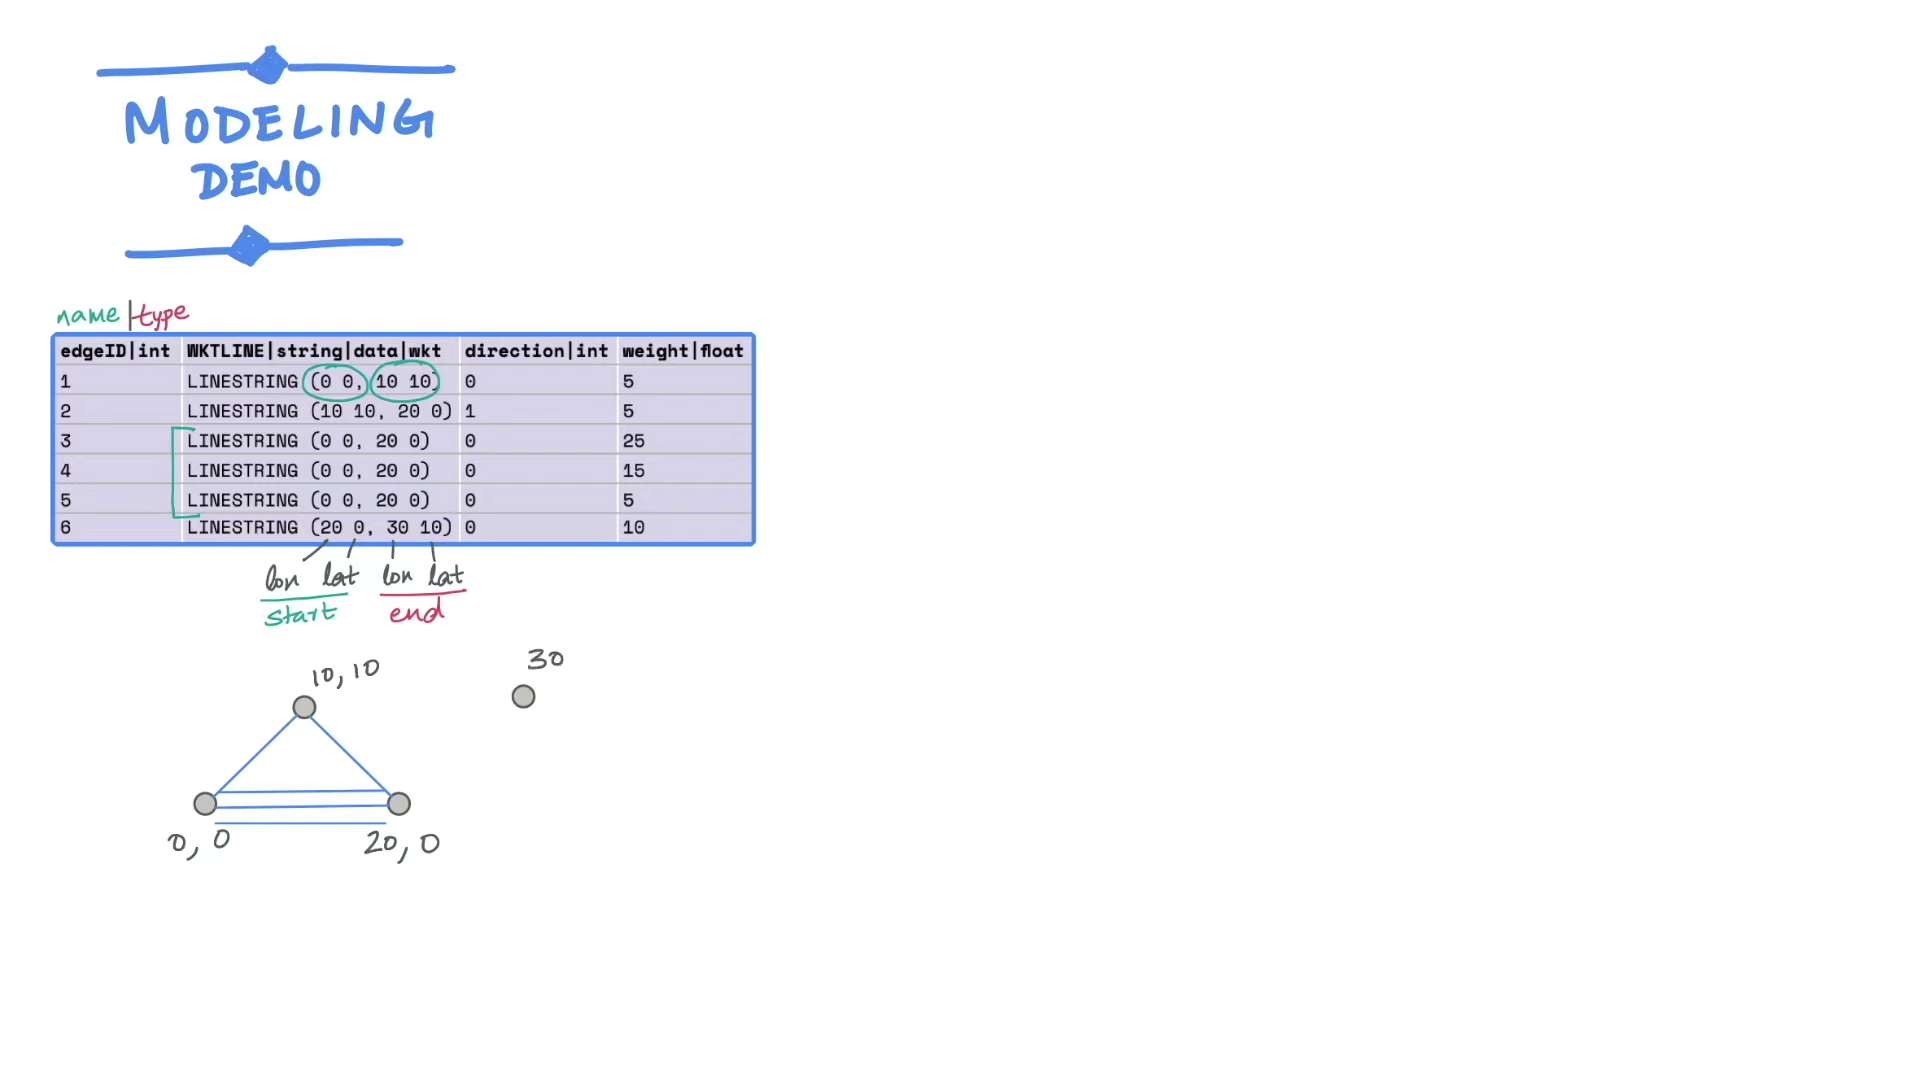 MODELING
DEMO
name|type
edgeID|int WKTLINE|string|data|wkt direction|int weight|float
1 LINESTRING (0 0, 10 10) 0 5
2 LINESTRING (10 10, 20 0) 1 5
3 LINESTRING (0 0, 20 0) 0 25
4 LINESTRING (0 0, 20 0) 0 15
5 LINESTRING (0 0, 20 0) 0 5
6 LINESTRING (20 0, 30 10) 0 10
lon lat lon lat
start end
10, 10 30
0, 0 20, 0